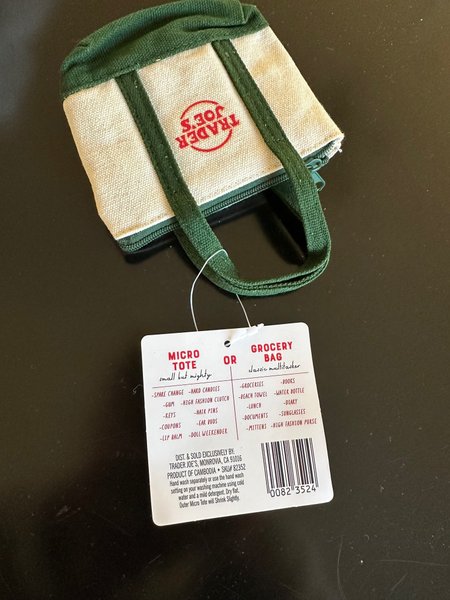 TRADER
JOE'S
MICRO
TOTE
small but mighty
OR
GROCERY
BAG
classic multitasker
-SPARE CHANGE
-GUM
-KEYS
-COUPONS
-LIP BALM
-HARD CANDIES
-HIGH FASHION CLUTCH
-HAIR PINS
-EAR BUDS
-DOLL WEEKENDER
-GROCERIES
-BEACH TOWEL
-LUNCH
-DOCUMENTS
-MITTENS
-BOOKS
-WATER BOTTLE
-DIARY
-SUNGLASSES
-HIGH FASHION PURSE
DIST. & SOLD EXCLUSIVELY BY:
TRADER JOE'S, MONROVIA, CA 91016
PRODUCT OF CAMBODIA • SKU# 82352
Hand wash separately or use the hand wash
setting on your washing machine using cold
water and a mild detergent. Dry flat.
Outer Micro Tote will Shrink Slightly.
0082 3524